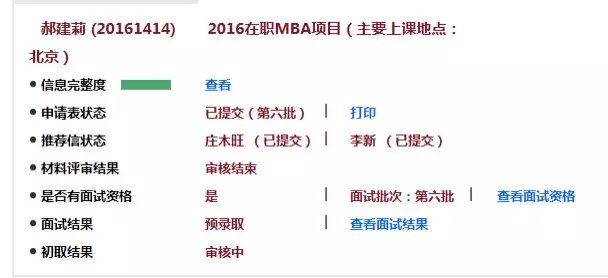 郝建莉 (20161414) 2016在职MBA项目（主要上课地点：
北京）
信息完整度 查看
申请表状态 已提交（第六批） | 打印
推荐信状态 庄木旺 （已提交） | 李新 （已提交）
材料评审结果 审核结束
是否有面试资格 是 | 面试批次：第六批 | 查看面试资格
面试结果 预录取 | 查看面试结果
初取结果 审核中